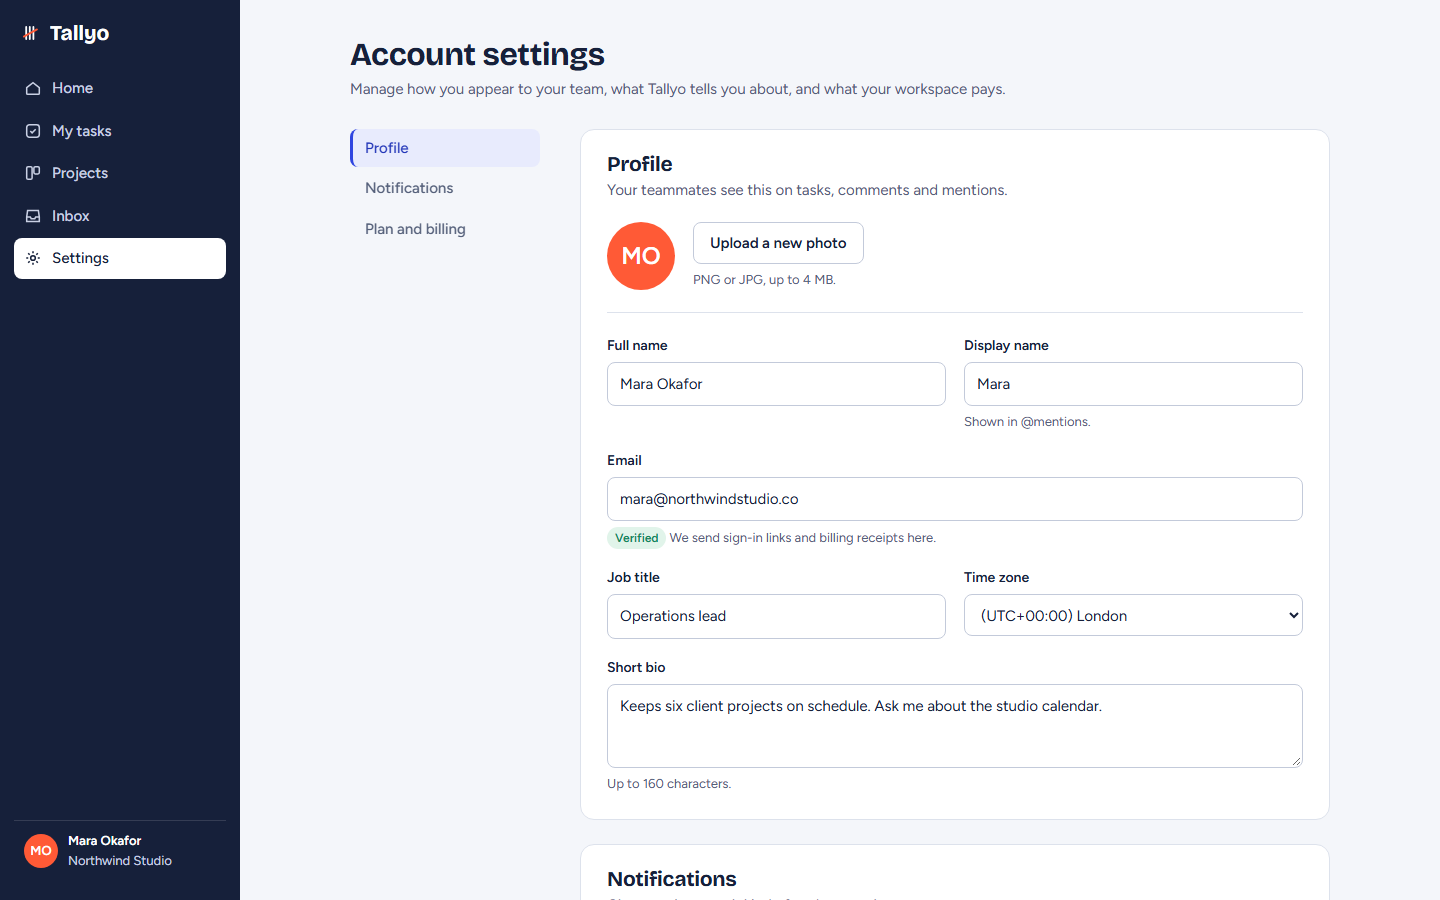 Tallyo
Home
My tasks
Projects
Inbox
Settings
MO
Mara Okafor
Northwind Studio
Account settings
Manage how you appear to your team, what Tallyo tells you about, and what your workspace pays.
Profile
Notifications
Plan and billing
Profile
Your teammates see this on tasks, comments and mentions.
MO
Upload a new photo
PNG or JPG, up to 4 MB.
Full name
Mara Okafor
Display name
Mara
Shown in @mentions.
Email
mara@northwindstudio.co
Verified We send sign-in links and billing receipts here.
Job title
Operations lead
Time zone
(UTC+00:00) London
Short bio
Keeps six client projects on schedule. Ask me about the studio calendar.
Up to 160 characters.
Notifications